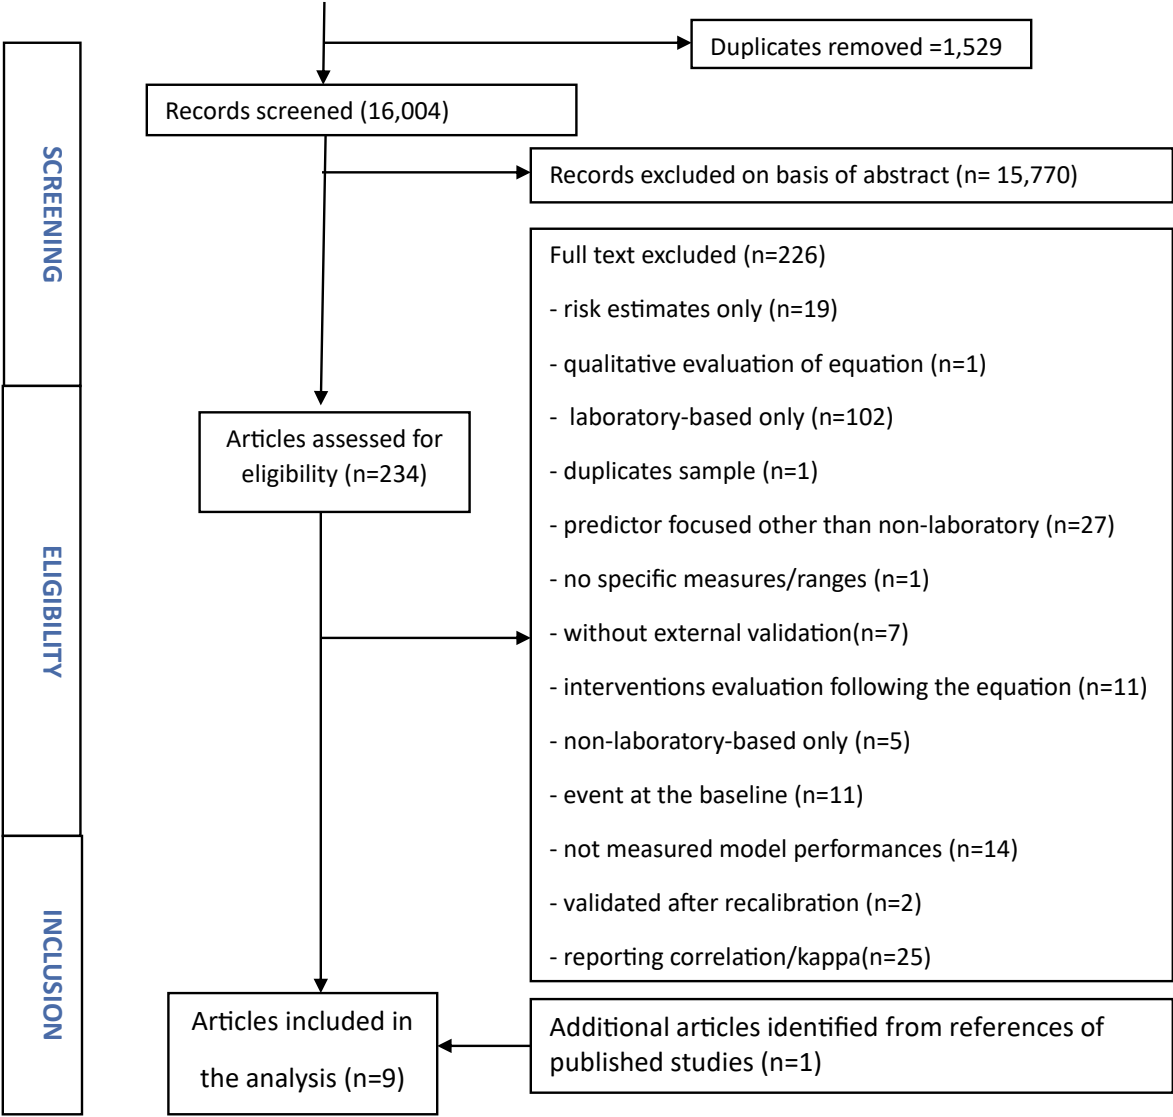 Duplicates removed =1,529
Records screened (16,004)
SCREENING
Records excluded on basis of abstract (n= 15,770)
Full text excluded (n=226)
- risk estimates only (n=19)
- qualitative evaluation of equation (n=1)
- laboratory-based only (n=102)
- duplicates sample (n=1)
- predictor focused other than non-laboratory (n=27)
- no specific measures/ranges (n=1)
- without external validation(n=7)
- interventions evaluation following the equation (n=11)
- non-laboratory-based only (n=5)
- event at the baseline (n=11)
- not measured model performances (n=14)
- validated after recalibration (n=2)
- reporting correlation/kappa(n=25)
Articles assessed for
eligibility (n=234)
ELIGIBILITY
INCLUSION
Articles included in
the analysis (n=9)
Additional articles identified from references of
published studies (n=1)